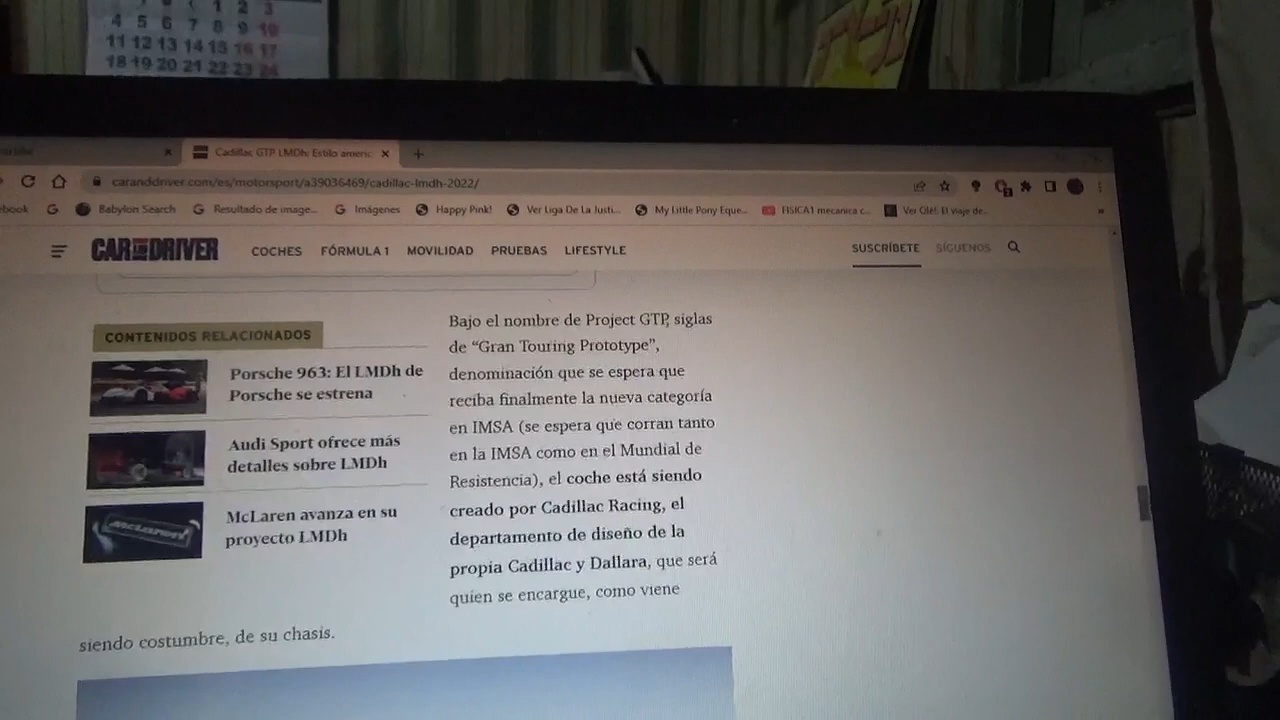 1 2 3
4 5 6 7 8 9 10
11 12 13 14 15 16 17
18 19 20 21 22 23 24
Cadillac GTP LMDh: Estilo americ
caranddriver.com/es/motorsport/a39036469/cadillac-lmdh-2022/
ebook
Babylon Search
Resultado de image...
Imágenes
Happy Pink!
Ver Liga De La Justi...
My Little Pony Eque...
FISICA1 mecanica c...
Ver Olé! El viaje de...
CAR AND DRIVER
COCHES
FÓRMULA 1
MOVILIDAD
PRUEBAS
LIFESTYLE
SUSCRÍBETE
SÍGUENOS
CONTENIDOS RELACIONADOS
Porsche 963: El LMDh de
Porsche se estrena
Audi Sport ofrece más
detalles sobre LMDh
McLaren
McLaren avanza en su
proyecto LMDh
Bajo el nombre de Project GTP, siglas
de “Gran Touring Prototype”,
denominación que se espera que
reciba finalmente la nueva categoría
en IMSA (se espera que corran tanto
en la IMSA como en el Mundial de
Resistencia), el coche está siendo
creado por Cadillac Racing, el
departamento de diseño de la
propia Cadillac y Dallara, que será
quien se encargue, como viene
siendo costumbre, de su chasis.